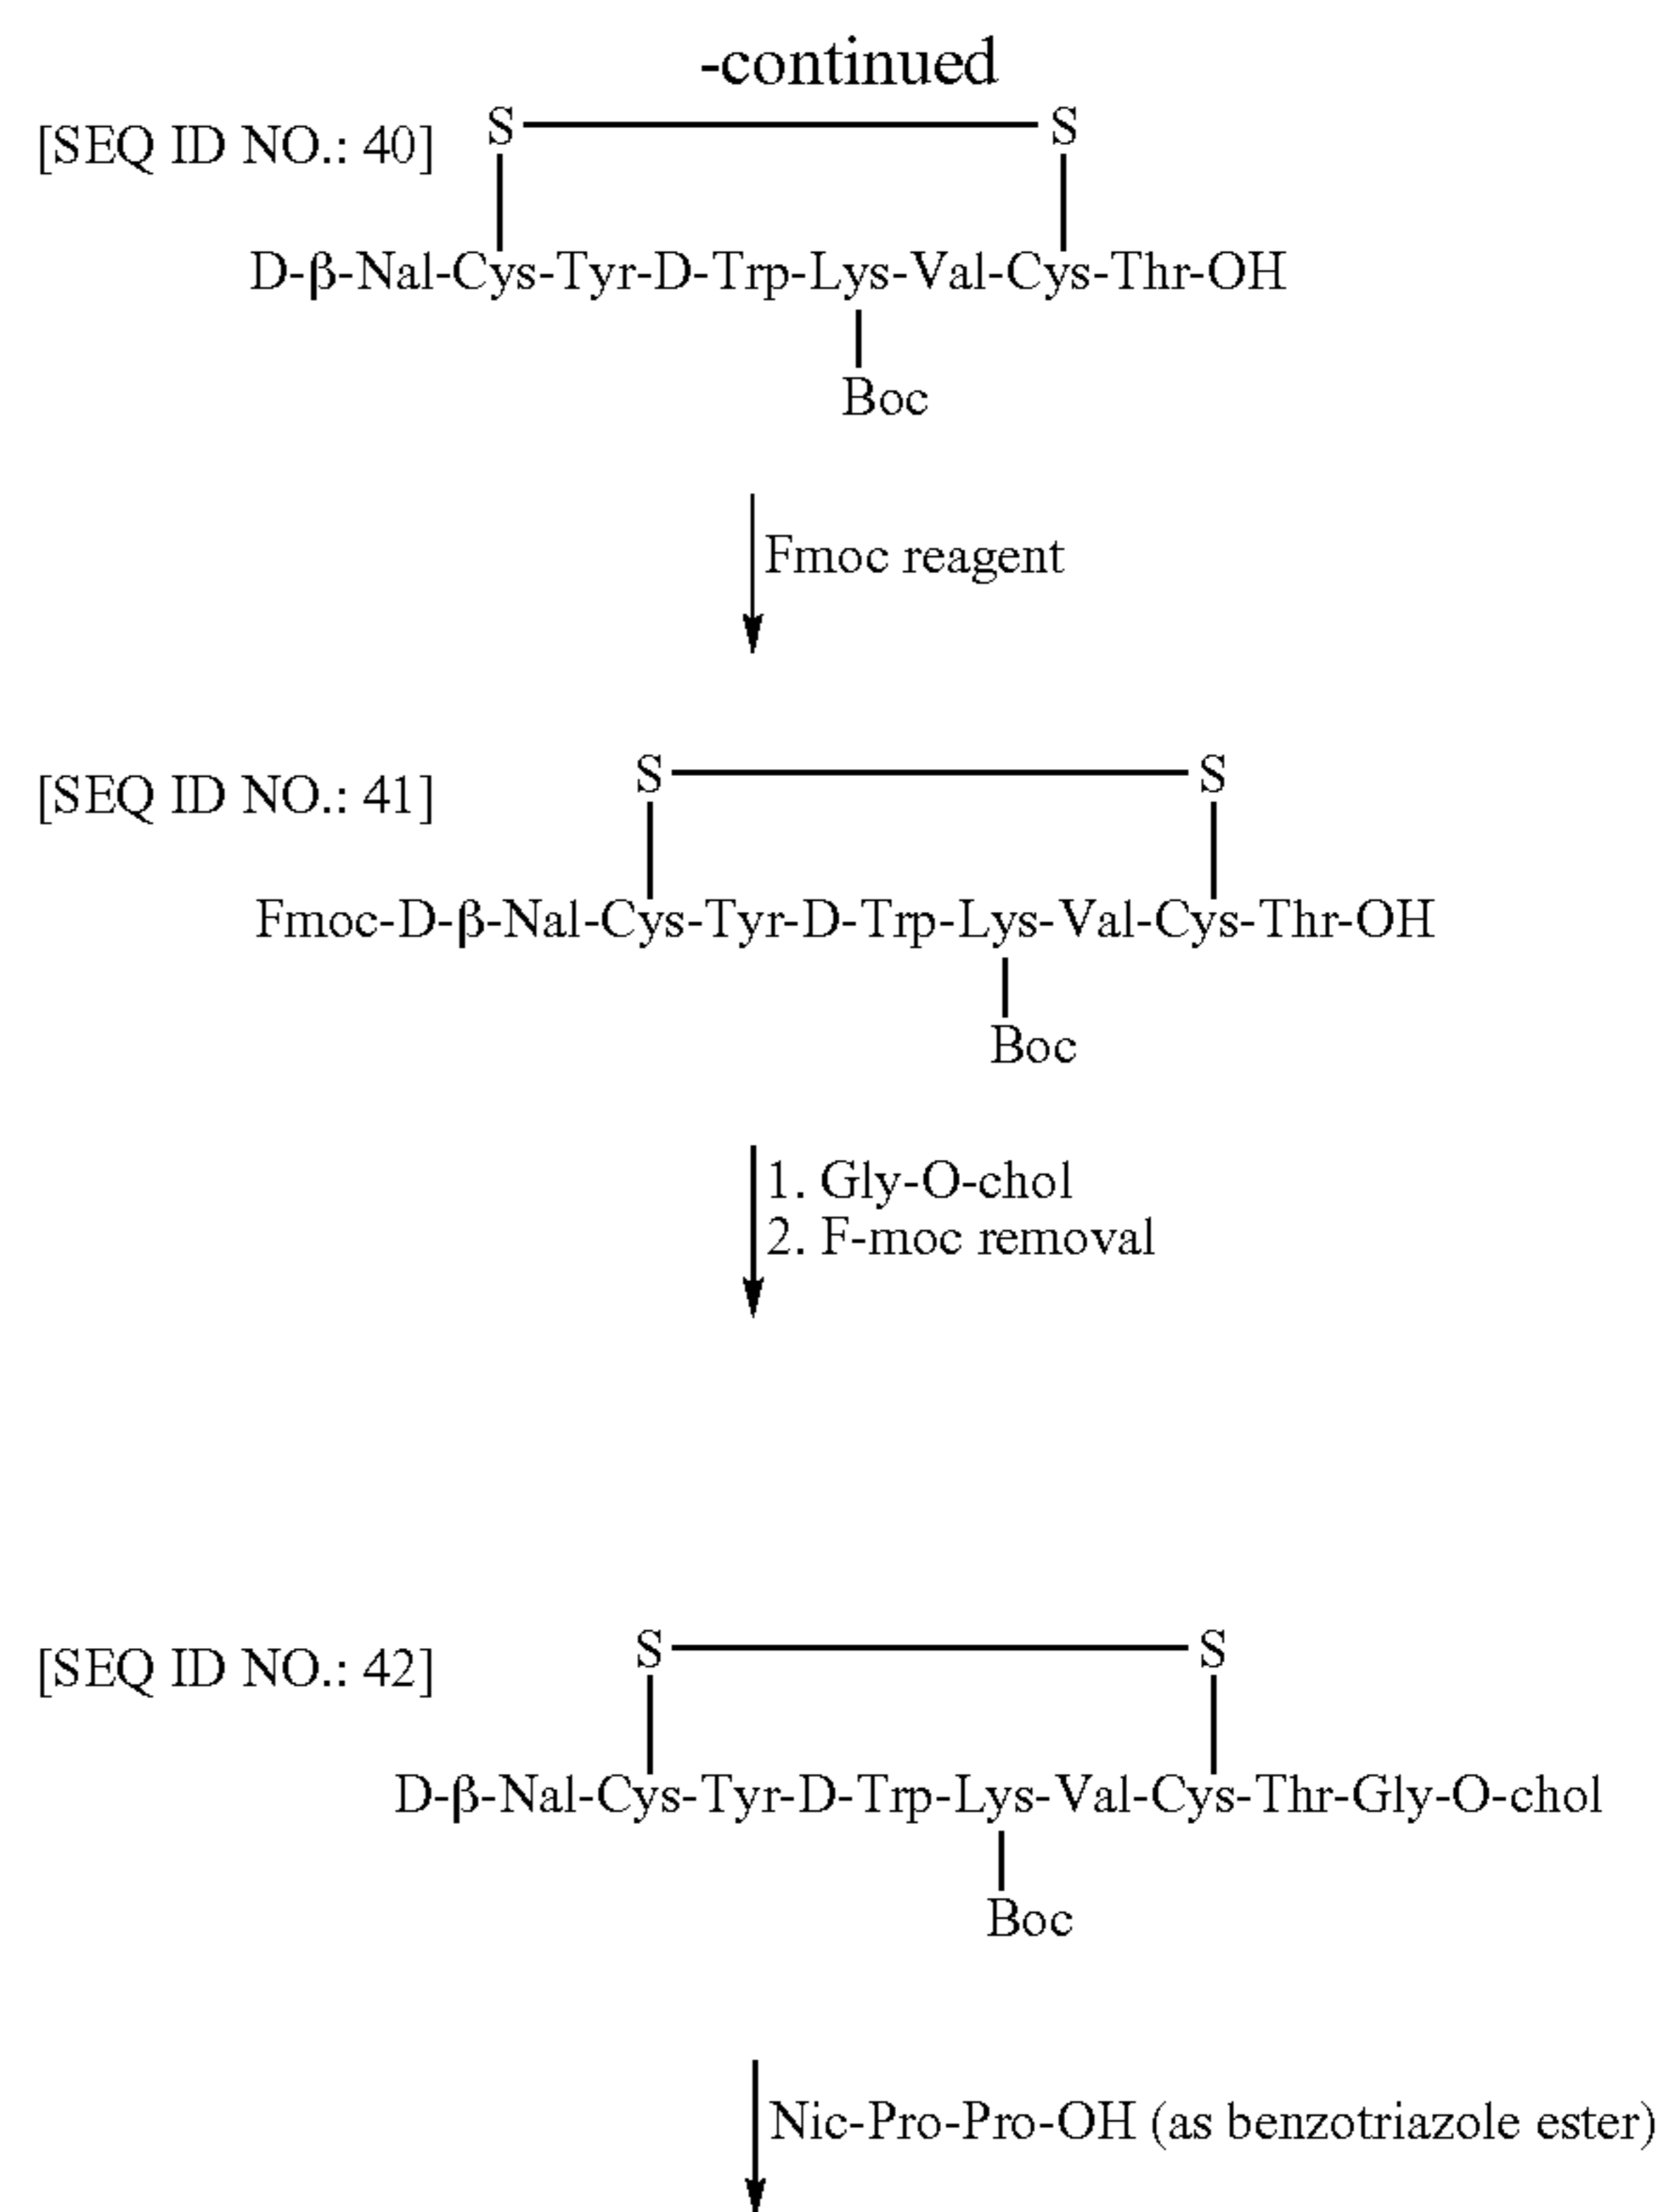 -continued
[SEQ ID NO.: 40]
S S
D-β-Nal-Cys-Tyr-D-Trp-Lys-Val-Cys-Thr-OH
Boc
Fmoc reagent
[SEQ ID NO.: 41]
S S
Fmoc-D-β-Nal-Cys-Tyr-D-Trp-Lys-Val-Cys-Thr-OH
Boc
1. Gly-O-chol
2. F-moc removal
[SEQ ID NO.: 42]
S S
D-β-Nal-Cys-Tyr-D-Trp-Lys-Val-Cys-Thr-Gly-O-chol
Boc
Nic-Pro-Pro-OH (as benzotriazole ester)